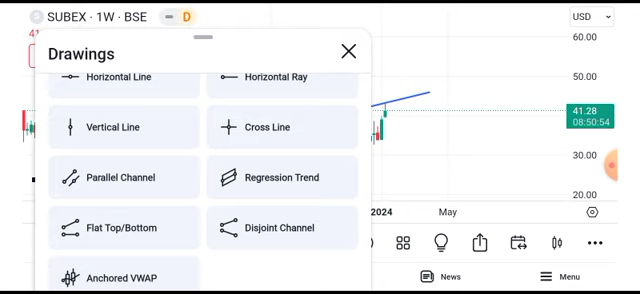 SUBEX · 1W · BSE
D
USD
Drawings
Horizontal Line
Horizontal Ray
Vertical Line
Cross Line
Parallel Channel
Regression Trend
Flat Top/Bottom
Disjoint Channel
Anchored VWAP
60.00
50.00
41.28
08:50:54
30.00
20.00
2024
May
News
Menu